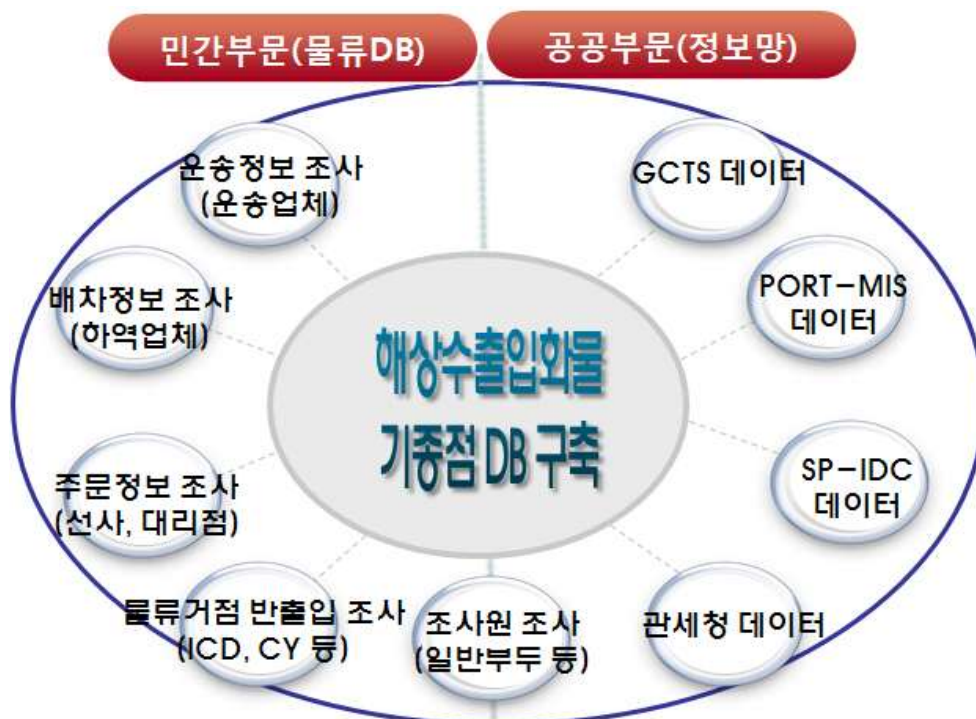 민간부문(물류DB)
공공부문(정보망)
운송정보 조사
(운송업체)
GCTS 데이터
배차정보 조사
(하역업체)
PORT-MIS
데이터
해상수출입화물
기종점 DB 구축
주문정보 조사
(선사, 대리점)
SP-IDC
데이터
물류거점 반출입 조사
(ICD, CY 등)
조사원 조사
(일반부두 등)
관세청 데이터